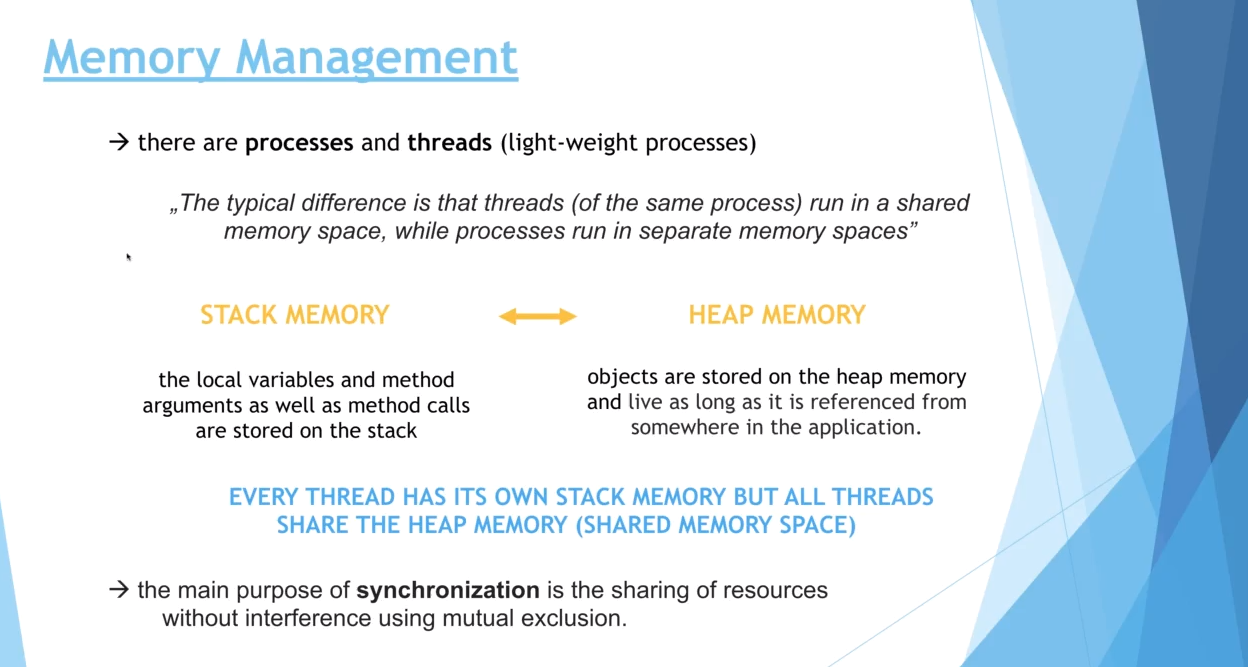 Memory Management
→ there are processes and threads (light-weight processes)
„The typical difference is that threads (of the same process) run in a shared
memory space, while processes run in separate memory spaces”
STACK MEMORY
HEAP MEMORY
the local variables and method
arguments as well as method calls
are stored on the stack
objects are stored on the heap memory
and live as long as it is referenced from
somewhere in the application.
EVERY THREAD HAS ITS OWN STACK MEMORY BUT ALL THREADS
SHARE THE HEAP MEMORY (SHARED MEMORY SPACE)
→ the main purpose of synchronization is the sharing of resources
without interference using mutual exclusion.